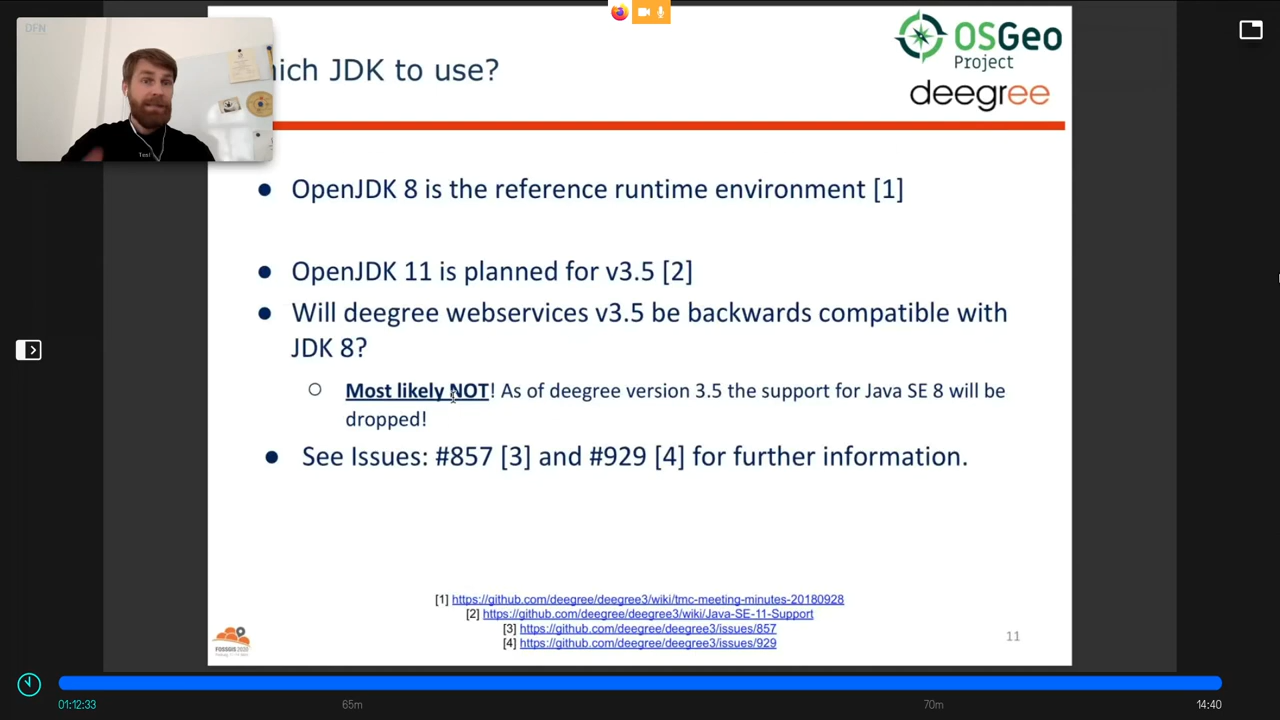 DFN
ich JDK to use?
OSGeo
Project
deegree
Test
● OpenJDK 8 is the reference runtime environment [1]
● OpenJDK 11 is planned for v3.5 [2]
● Will deegree webservices v3.5 be backwards compatible with
JDK 8?
○ Most likely NOT! As of deegree version 3.5 the support for Java SE 8 will be
dropped!
● See Issues: #857 [3] and #929 [4] for further information.
[1] https://github.com/deegree/deegree3/wiki/tmc-meeting-minutes-20180928
[2] https://github.com/deegree/deegree3/wiki/Java-SE-11-Support
[3] https://github.com/deegree/deegree3/issues/857
[4] https://github.com/deegree/deegree3/issues/929
FOSSGIS 2020
11
01:12:33
65m
70m
14:40